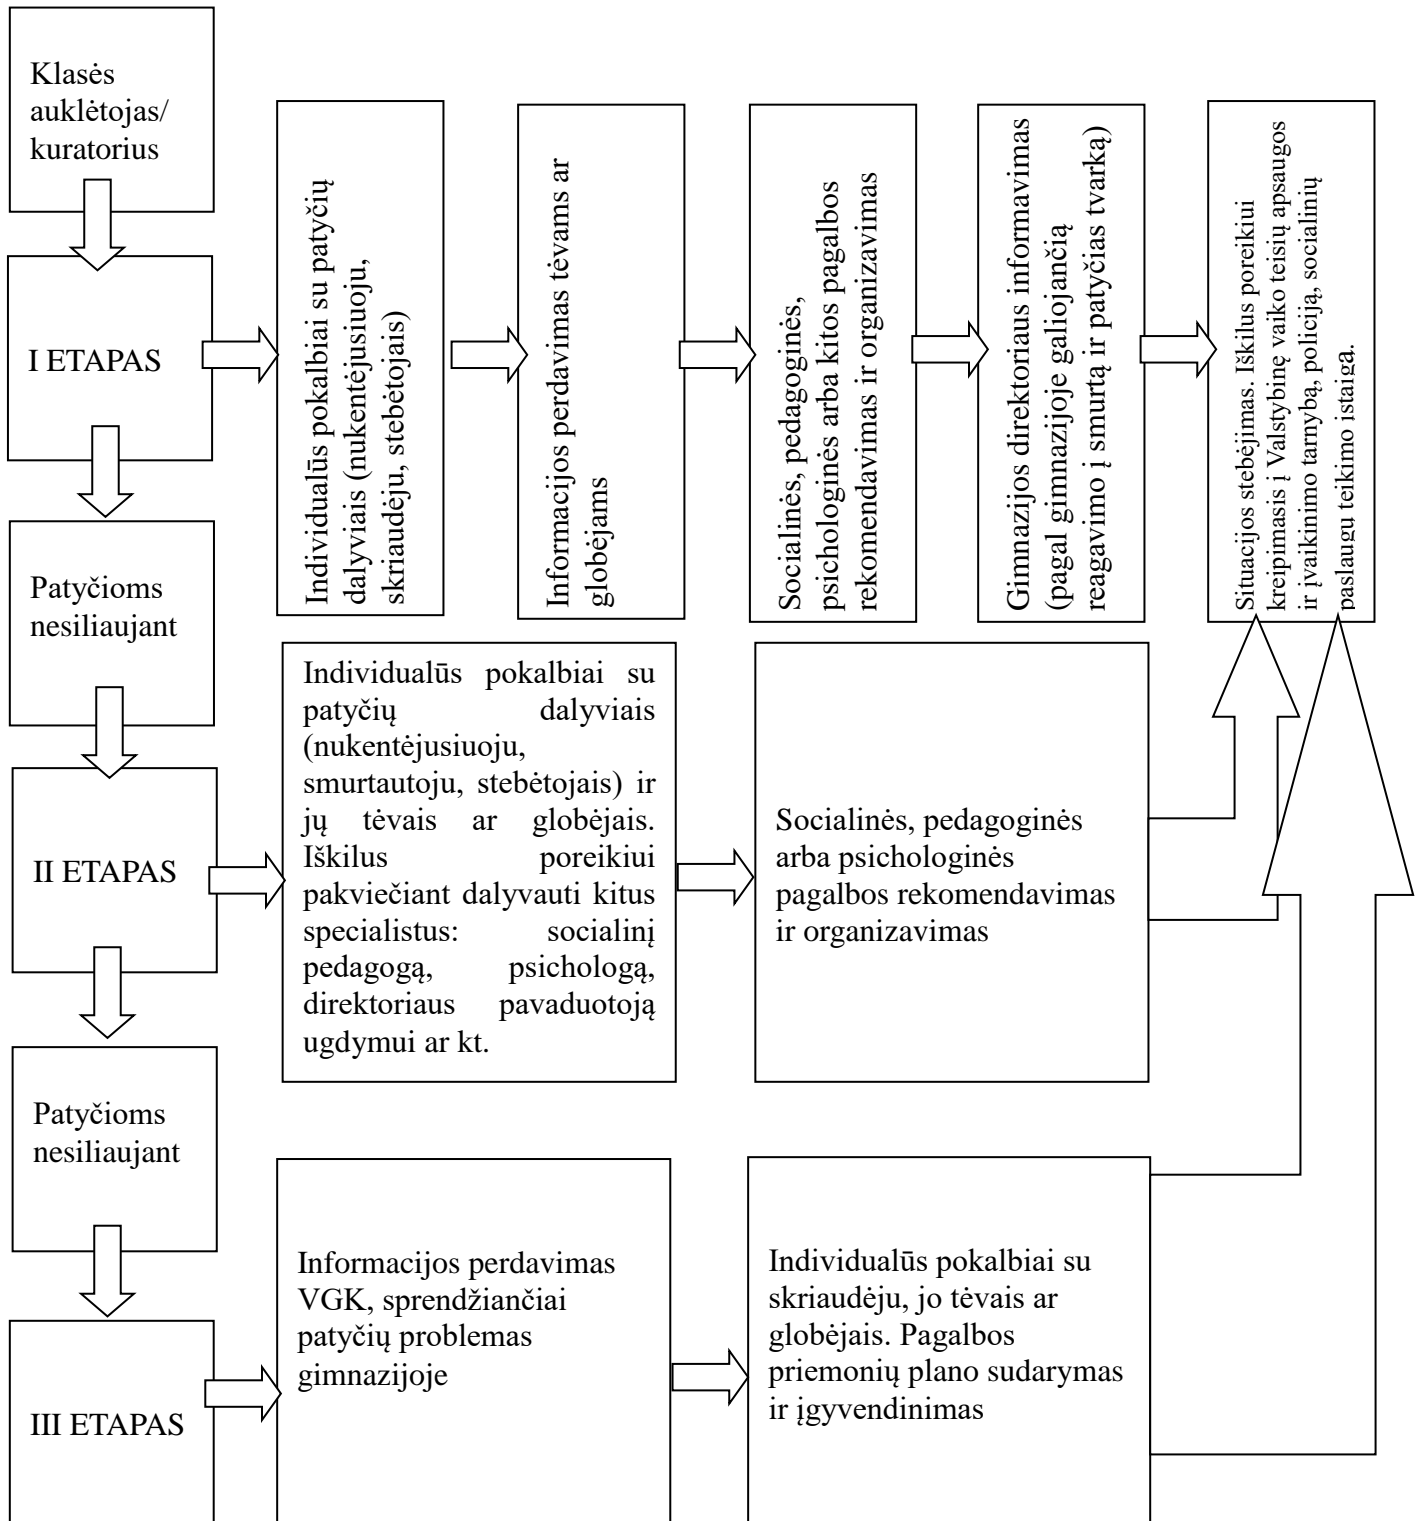 Klasės
auklėtojas/
kuratorius
I ETAPAS
Individualūs pokalbiai su patyčių
dalyviais (nukentėjusiuoju,
skriaudėju, stebėtojais)
Informacijos perdavimas tėvams ar
globėjams
Socialinės, pedagoginės,
psichologinės arba kitos pagalbos
rekomendavimas ir organizavimas
Gimnazijos direktoriaus informavimas
(pagal gimnazijoje galiojančią
reagavimo į smurtą ir patyčias tvarką)
Situacijos stebėjimas. Iškilus poreikiui
kreipimasis į Valstybinę vaiko teisių apsaugos
ir įvaikinimo tarnybą, policiją, socialinių
paslaugų teikimo įstaigą.
Patyčioms
nesiliaujant
II ETAPAS
Individualūs pokalbiai su
patyčių dalyviais
(nukentėjusiuoju,
smurtautoju, stebėtojais) ir
jų tėvais ar globėjais.
Iškilus poreikiui
pakviečiant dalyvauti kitus
specialistus: socialinį
pedagogą, psichologą,
direktoriaus pavaduotoją
ugdymui ar kt.
Socialinės, pedagoginės
arba psichologinės
pagalbos rekomendavimas
ir organizavimas
Patyčioms
nesiliaujant
III ETAPAS
Informacijos perdavimas
VGK, sprendžiančiai
patyčių problemas
gimnazijoje
Individualūs pokalbiai su
skriaudėju, jo tėvais ar
globėjais. Pagalbos
priemonių plano sudarymas
ir įgyvendinimas